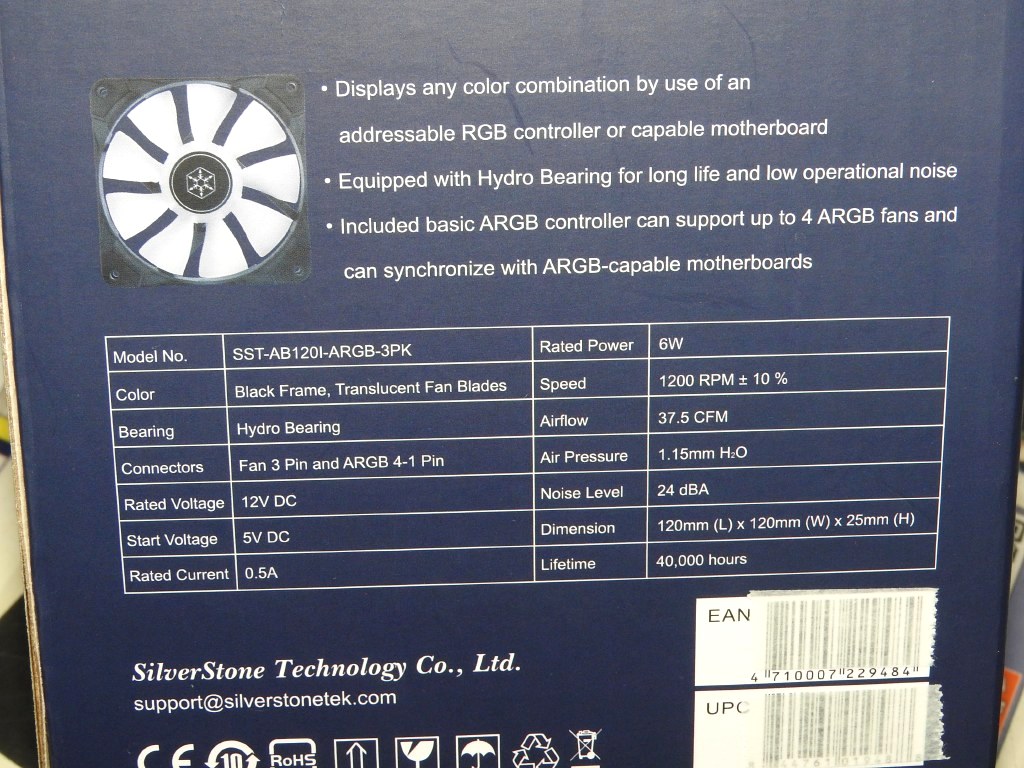 • Displays any color combination by use of an
addressable RGB controller or capable motherboard
• Equipped with Hydro Bearing for long life and low operational noise
• Included basic ARGB controller can support up to 4 ARGB fans and
can synchronize with ARGB-capable motherboards
Model No. SST-AB120I-ARGB-3PK Rated Power 6W
Color Black Frame, Translucent Fan Blades Speed 1200 RPM ± 10 %
Bearing Hydro Bearing Airflow 37.5 CFM
Connectors Fan 3 Pin and ARGB 4-1 Pin Air Pressure 1.15mm H₂O
Rated Voltage 12V DC Noise Level 24 dBA
Start Voltage 5V DC Dimension 120mm (L) x 120mm (W) x 25mm (H)
Rated Current 0.5A Lifetime 40,000 hours
EAN
4 710007 229484
SilverStone Technology Co., Ltd.
support@silverstonetek.com
UPC
CE 10 RoHS